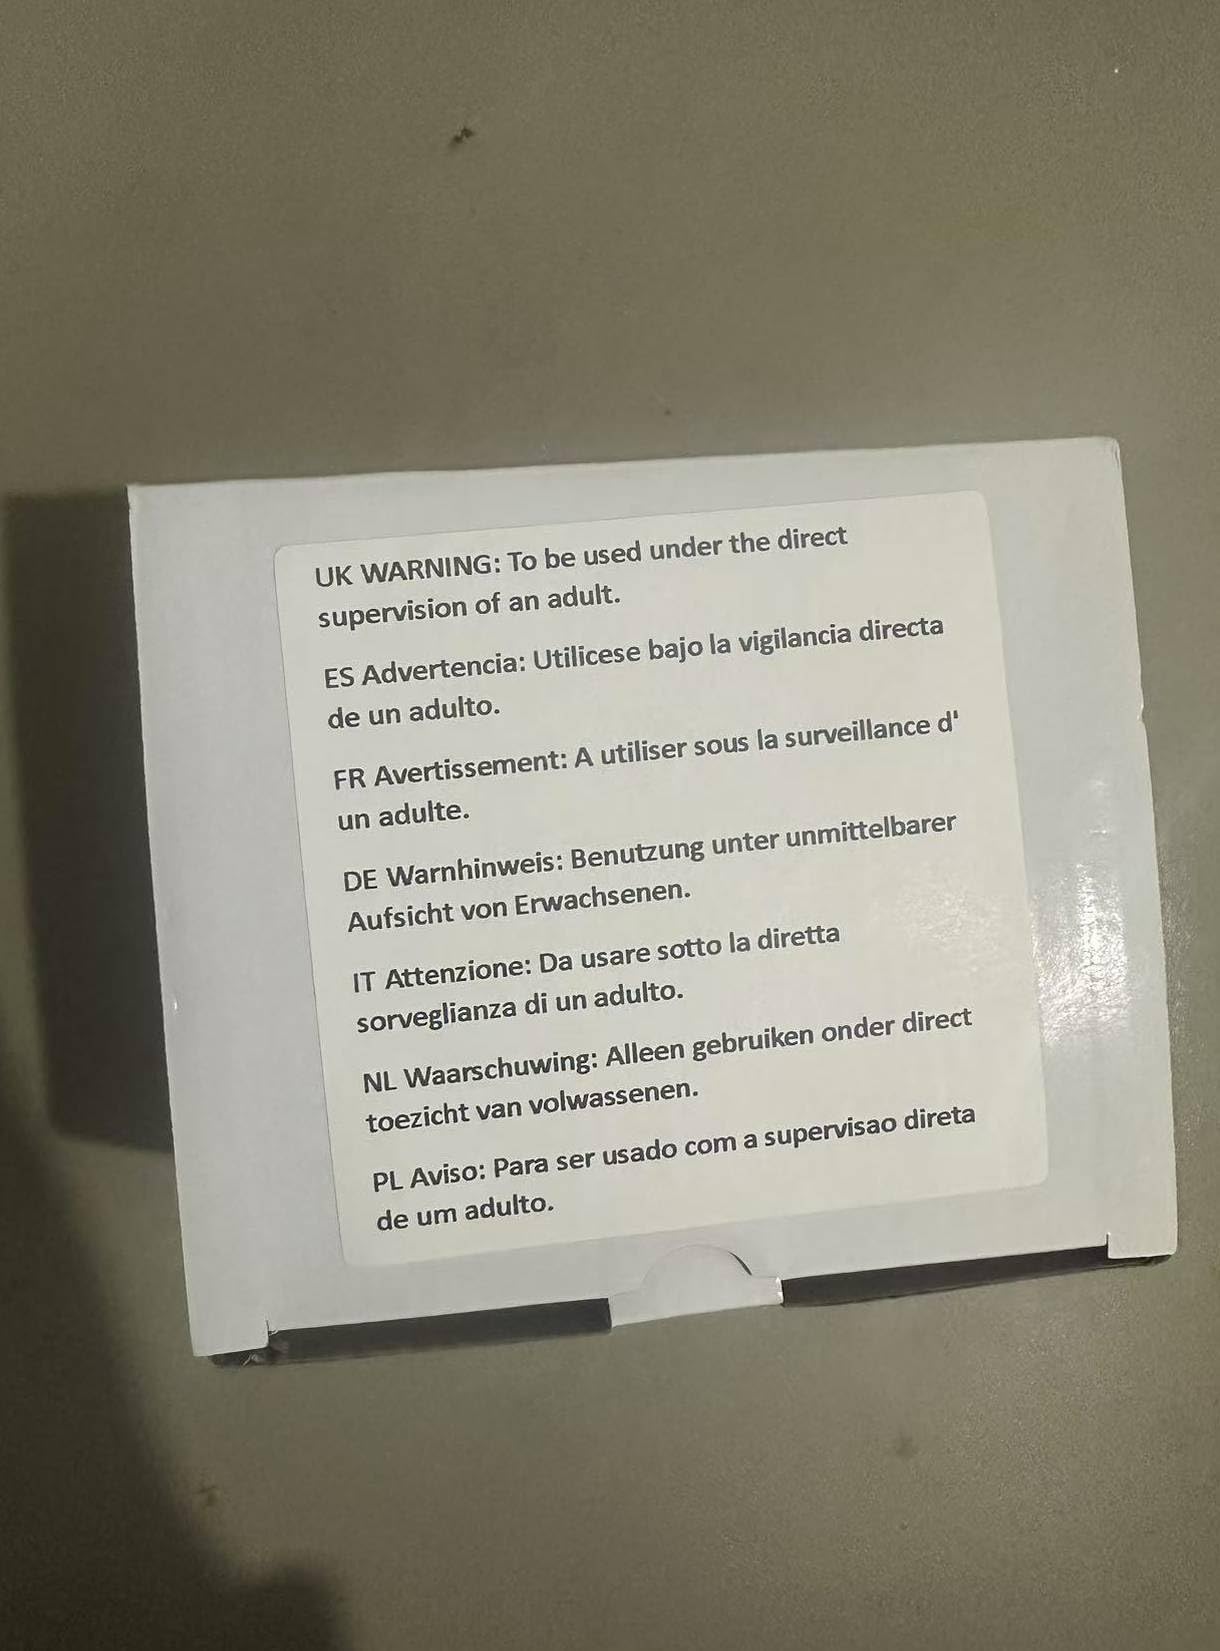 UK WARNING: To be used under the direct
supervision of an adult.
ES Advertencia: Utilicese bajo la vigilancia directa
de un adulto.
FR Avertissement: A utiliser sous la surveillance d'
un adulte.
DE Warnhinweis: Benutzung unter unmittelbarer
Aufsicht von Erwachsenen.
IT Attenzione: Da usare sotto la diretta
sorveglianza di un adulto.
NL Waarschuwing: Alleen gebruiken onder direct
toezicht van volwassenen.
PL Aviso: Para ser usado com a supervisao direta
de um adulto.